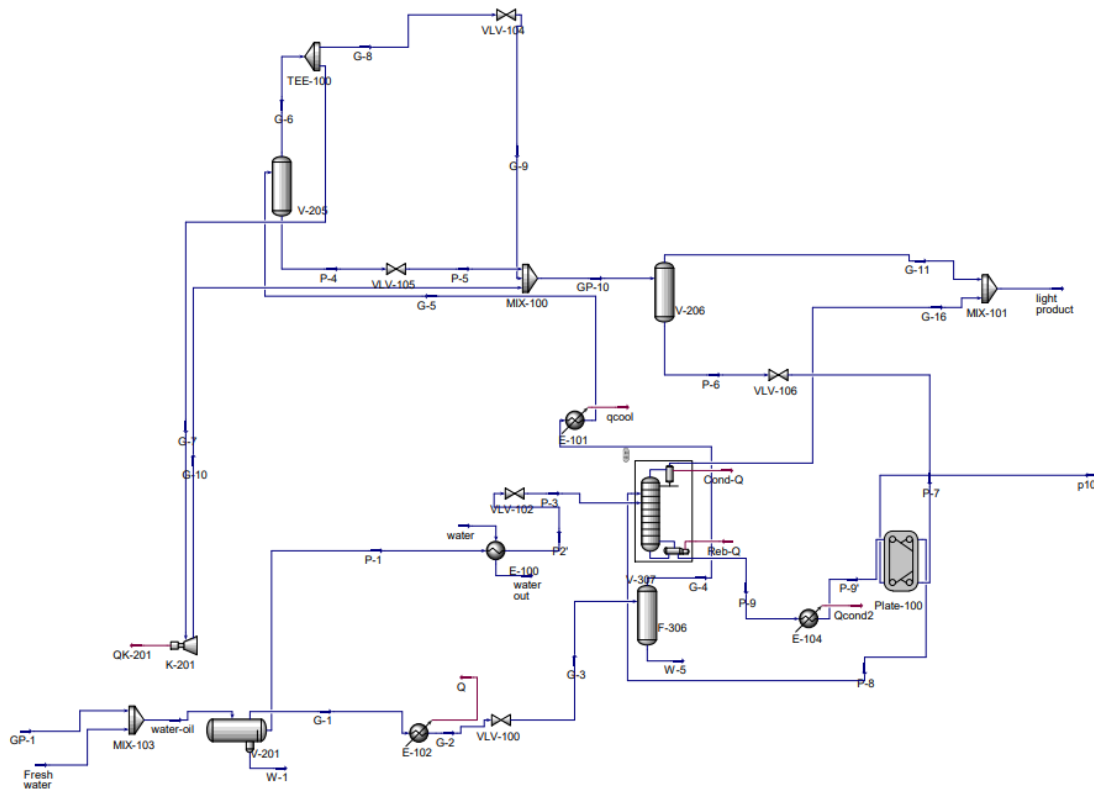 VLV-104
G-8
TEE-100
G-6
G-9
V-205
P-4
VLV-105
P-5
G-5
MIX-100
GP-10
V-206
G-11
G-16
MIX-101
light
product
P-6
VLV-106
G-7
G-10
qcool
E-101
Cond-Q
P-7
p10
VLV-102
P-3
water
P-1
E-100
P2'
water
out
Reb-Q
V-307
G-4
P-9
P-9'
Plate-100
F-306
E-104
Qcond2
QK-201
K-201
W-5
P-8
G-3
Q
GP-1
MIX-103
water-oil
G-1
V-201
E-102
G-2
VLV-100
Fresh
water
W-1